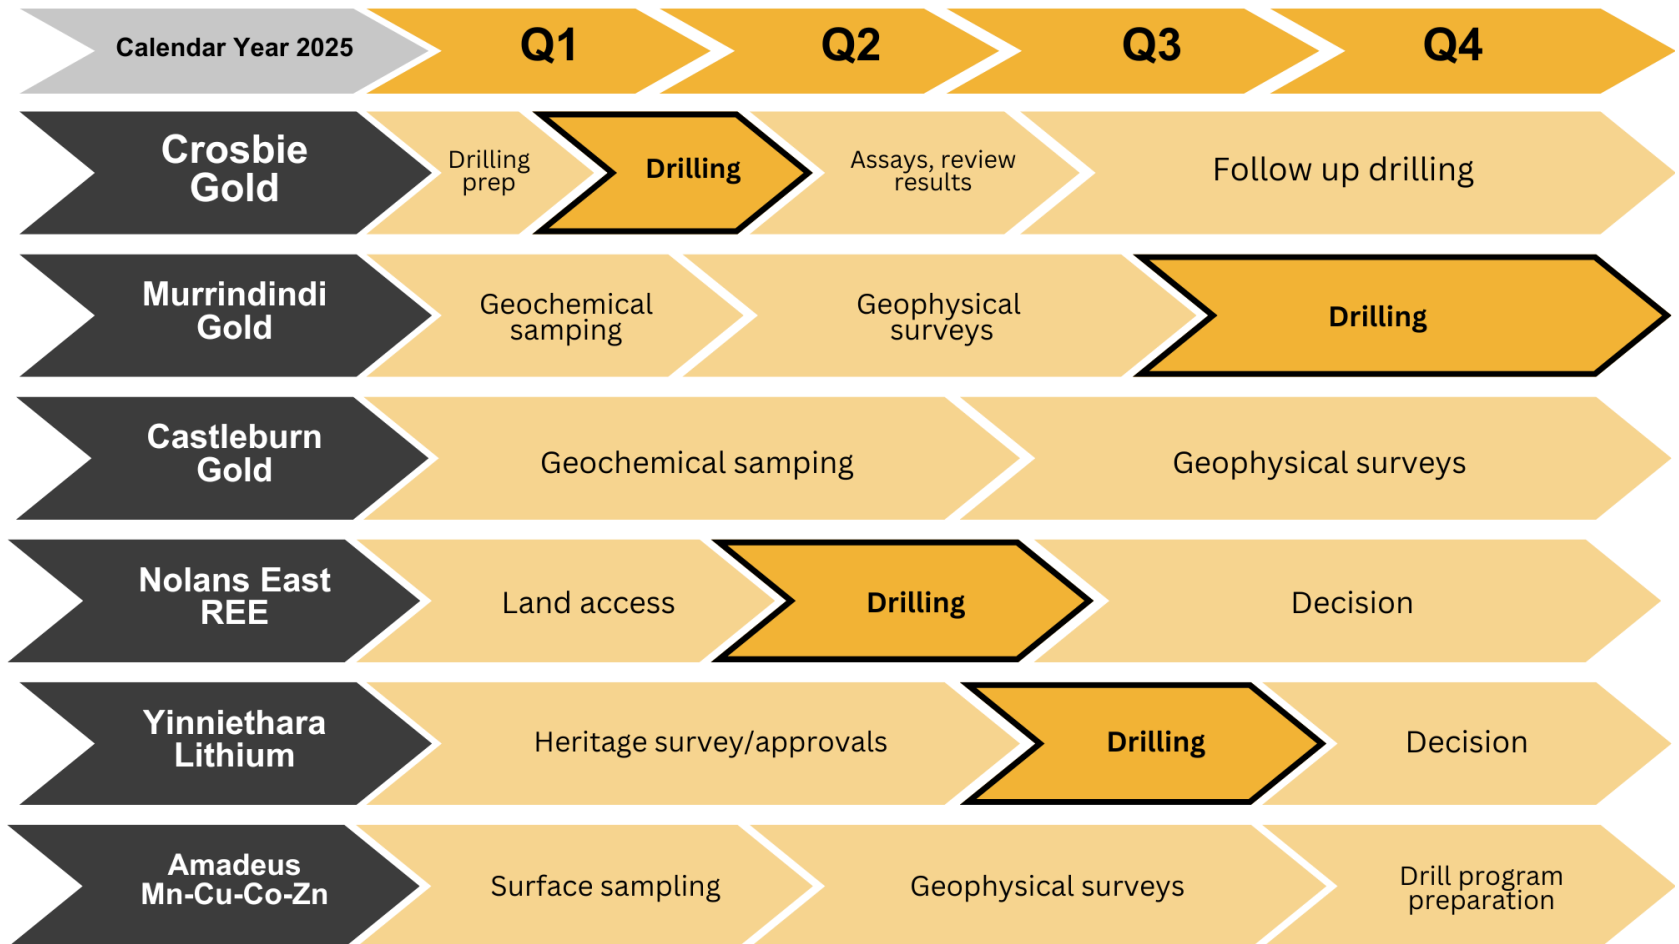 Calendar Year 2025
Q1
Q2
Q3
Q4
Crosbie
Gold
Drilling
prep
Drilling
Assays, review
results
Follow up drilling
Murrindindi
Gold
Geochemical
samping
Geophysical
surveys
Drilling
Castleburn
Gold
Geochemical samping
Geophysical surveys
Nolans East
REE
Land access
Drilling
Decision
Yinniethara
Lithium
Heritage survey/approvals
Drilling
Decision
Amadeus
Mn-Cu-Co-Zn
Surface sampling
Geophysical surveys
Drill program
preparation